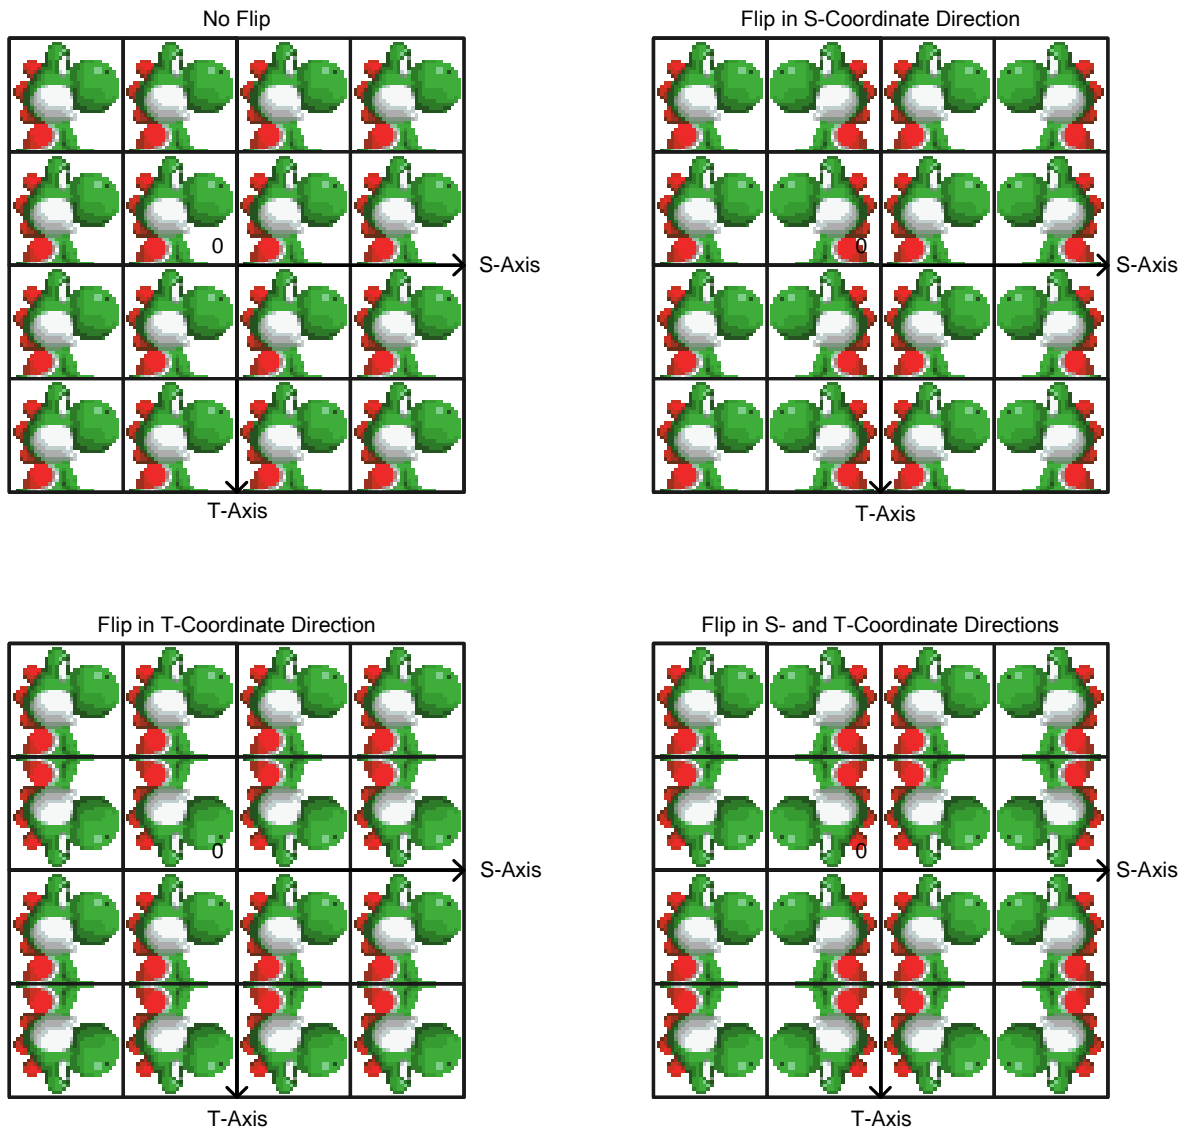 No Flip
Flip in S-Coordinate Direction
0
S-Axis
0
S-Axis
T-Axis
T-Axis
Flip in T-Coordinate Direction
Flip in S- and T-Coordinate Directions
0
S-Axis
0
S-Axis
T-Axis
T-Axis